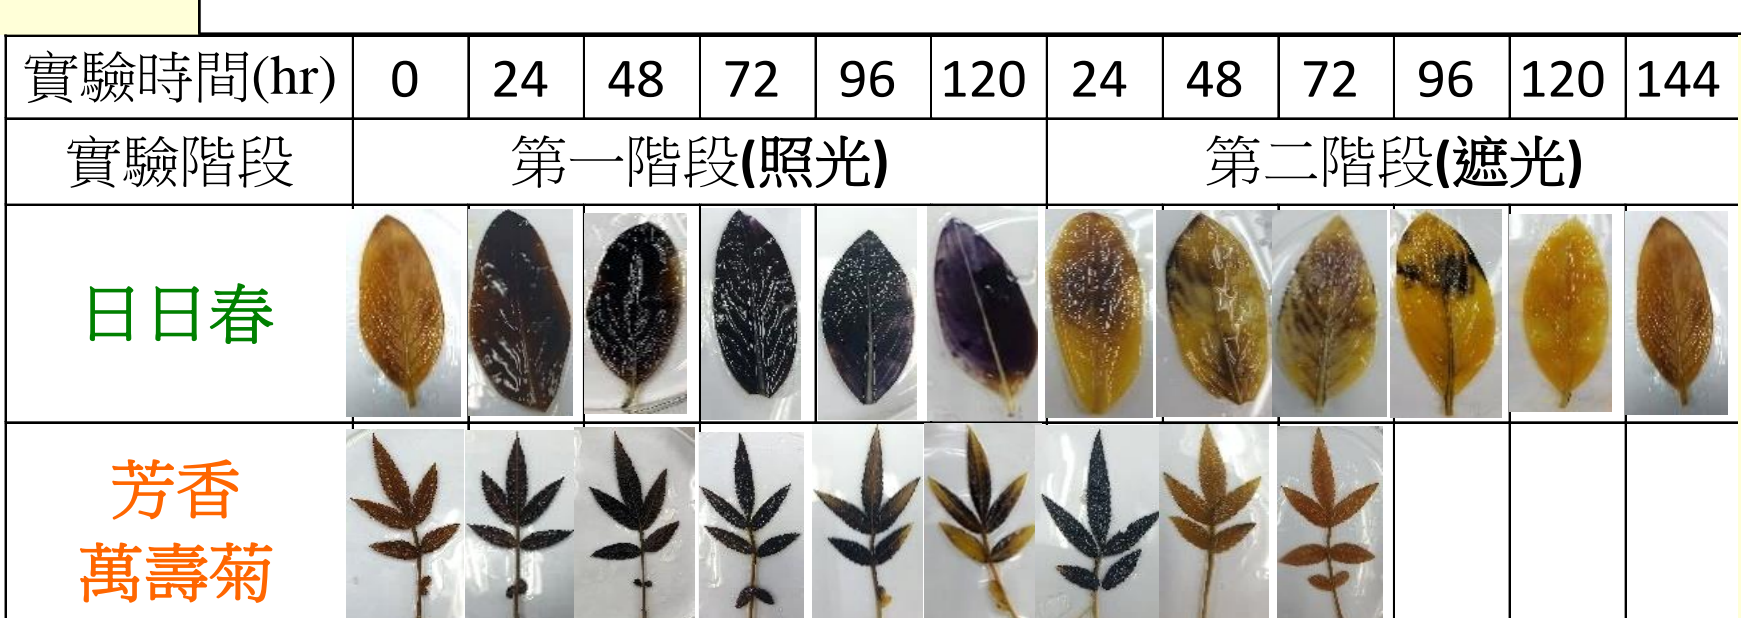 實驗時間(hr) 0 24 48 72 96 120 24 48 72 96 120 144
實驗階段 第一階段(照光) 第二階段(遮光)
日日春
芳香
萬壽菊